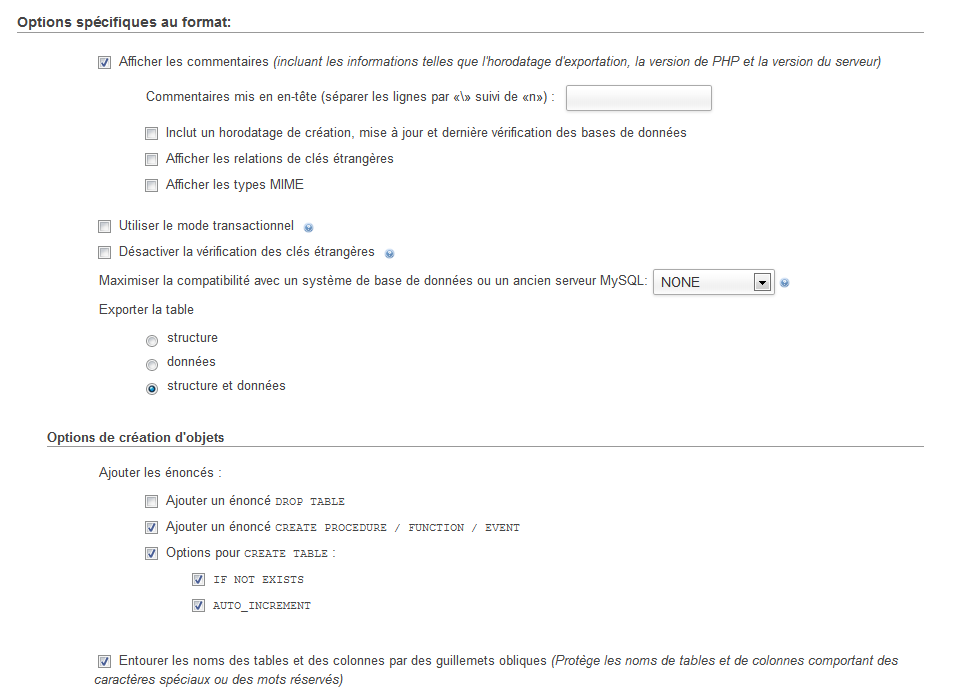 Options spécifiques au format:
Afficher les commentaires (incluant les informations telles que l'horodatage d'exportation, la version de PHP et la version du serveur)
Commentaires mis en en-tête (séparer les lignes par «\» suivi de «n») :
Inclut un horodatage de création, mise à jour et dernière vérification des bases de données
Afficher les relations de clés étrangères
Afficher les types MIME
Utiliser le mode transactionnel
Désactiver la vérification des clés étrangères
Maximiser la compatibilité avec un système de base de données ou un ancien serveur MySQL: NONE
Exporter la table
structure
données
structure et données
Options de création d'objets
Ajouter les énoncés :
Ajouter un énoncé DROP TABLE
Ajouter un énoncé CREATE PROCEDURE / FUNCTION / EVENT
Options pour CREATE TABLE :
IF NOT EXISTS
AUTO_INCREMENT
Entourer les noms des tables et des colonnes par des guillemets obliques (Protège les noms de tables et de colonnes comportant des
caractères spéciaux ou des mots réservés)